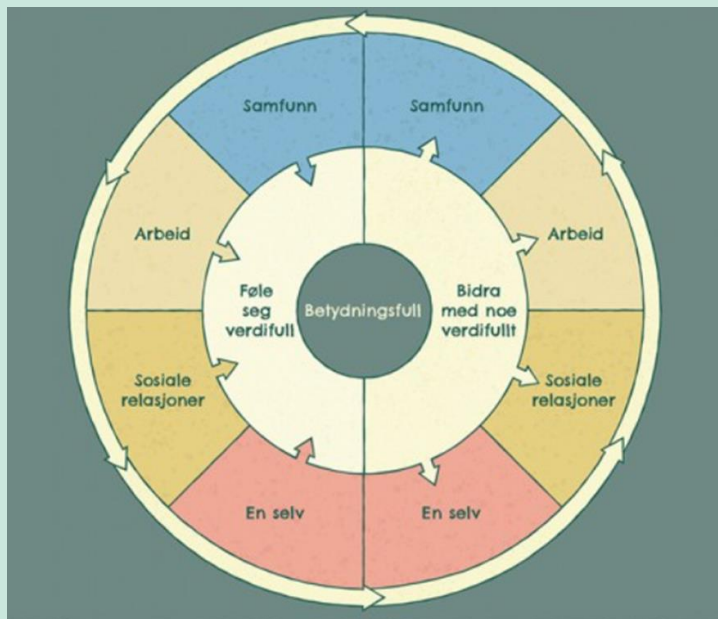 Samfunn
Samfunn
Arbeid
Arbeid
Føle
seg
verdifull
Betydningsfull
Bidra
med noe
verdifullt
Sosiale
relasjoner
Sosiale
relasjoner
En selv
En selv